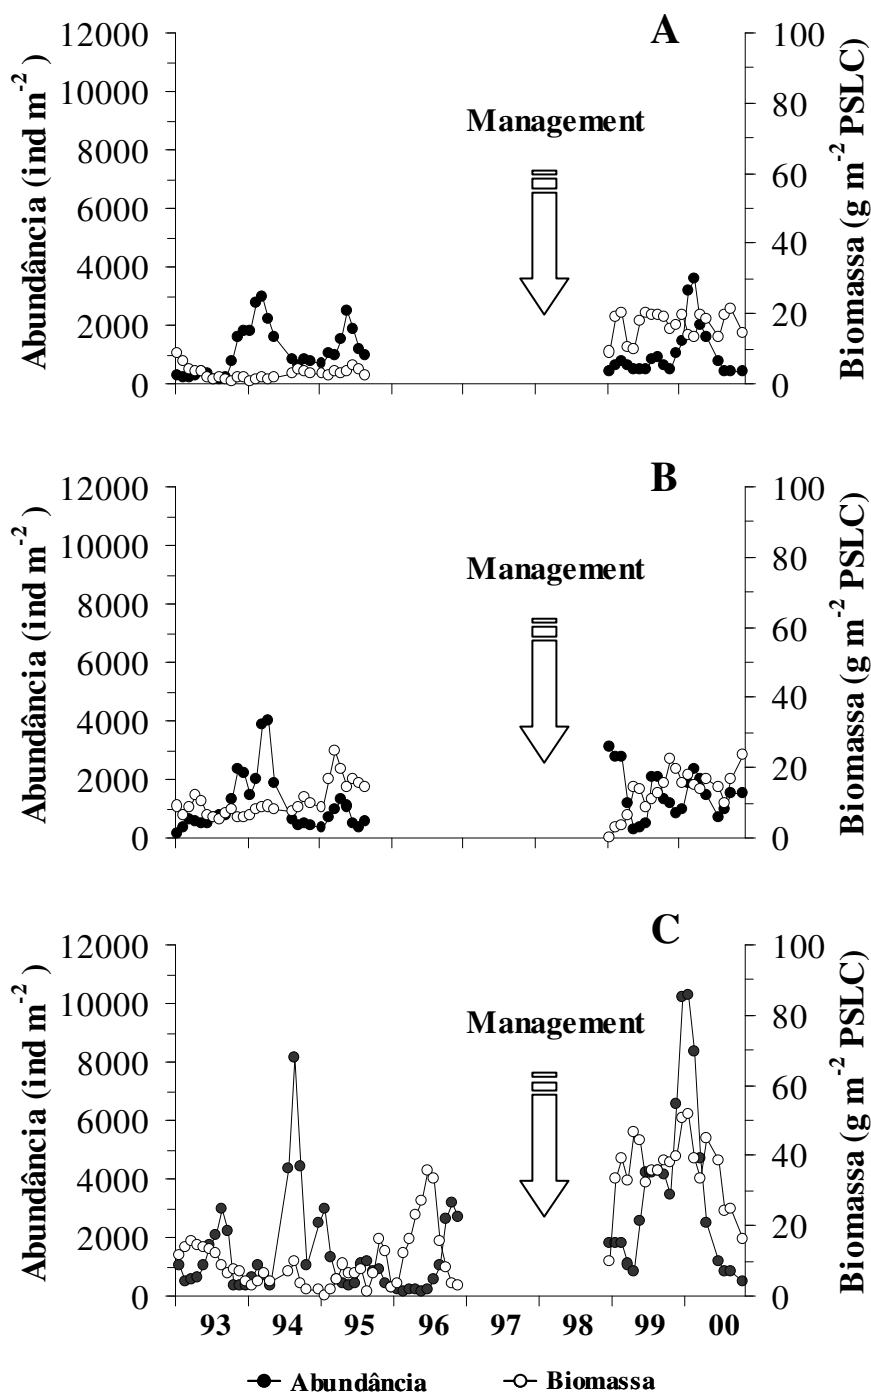 A
Abundância (ind m-2 )
12000
10000
8000
6000
4000
2000
0
Management
100
80
60
40
20
0
Biomassa (g m-2 PSLC)
B
Abundância (ind m-2 )
12000
10000
8000
6000
4000
2000
0
Management
100
80
60
40
20
0
Biomassa (g m-2 PSLC)
C
Abundância (ind m-2 )
12000
10000
8000
6000
4000
2000
0
Management
100
80
60
40
20
0
Biomassa (g m-2 PSLC)
93 94 95 96 97 98 99 00
Abundância Biomassa